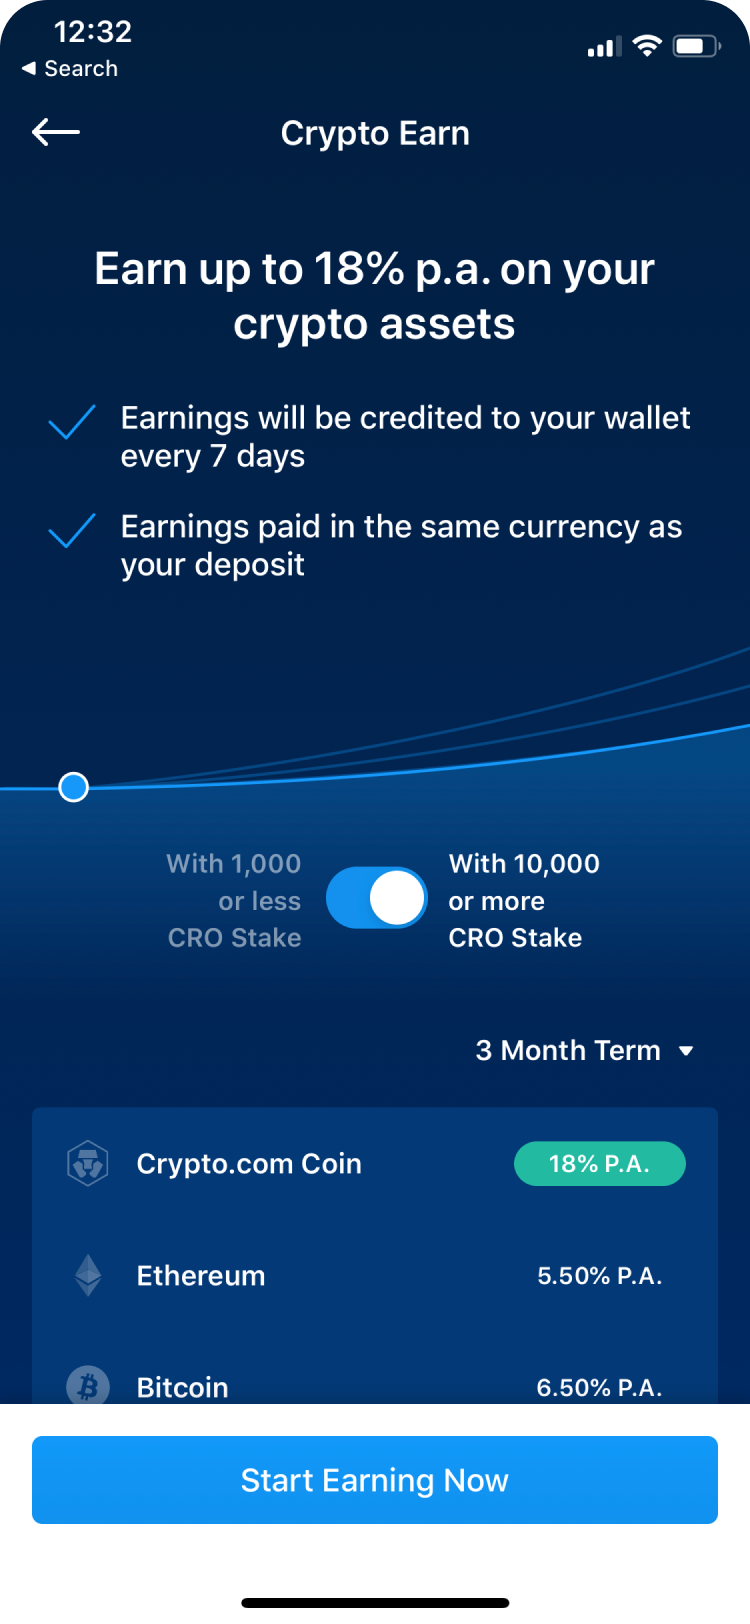 12:32
◀ Search
Crypto Earn
Earn up to 18% p.a. on your
crypto assets
Earnings will be credited to your wallet
every 7 days
Earnings paid in the same currency as
your deposit
With 1,000
or less
CRO Stake
With 10,000
or more
CRO Stake
3 Month Term
Crypto.com Coin
18% P.A.
Ethereum
5.50% P.A.
Bitcoin
6.50% P.A.
Start Earning Now